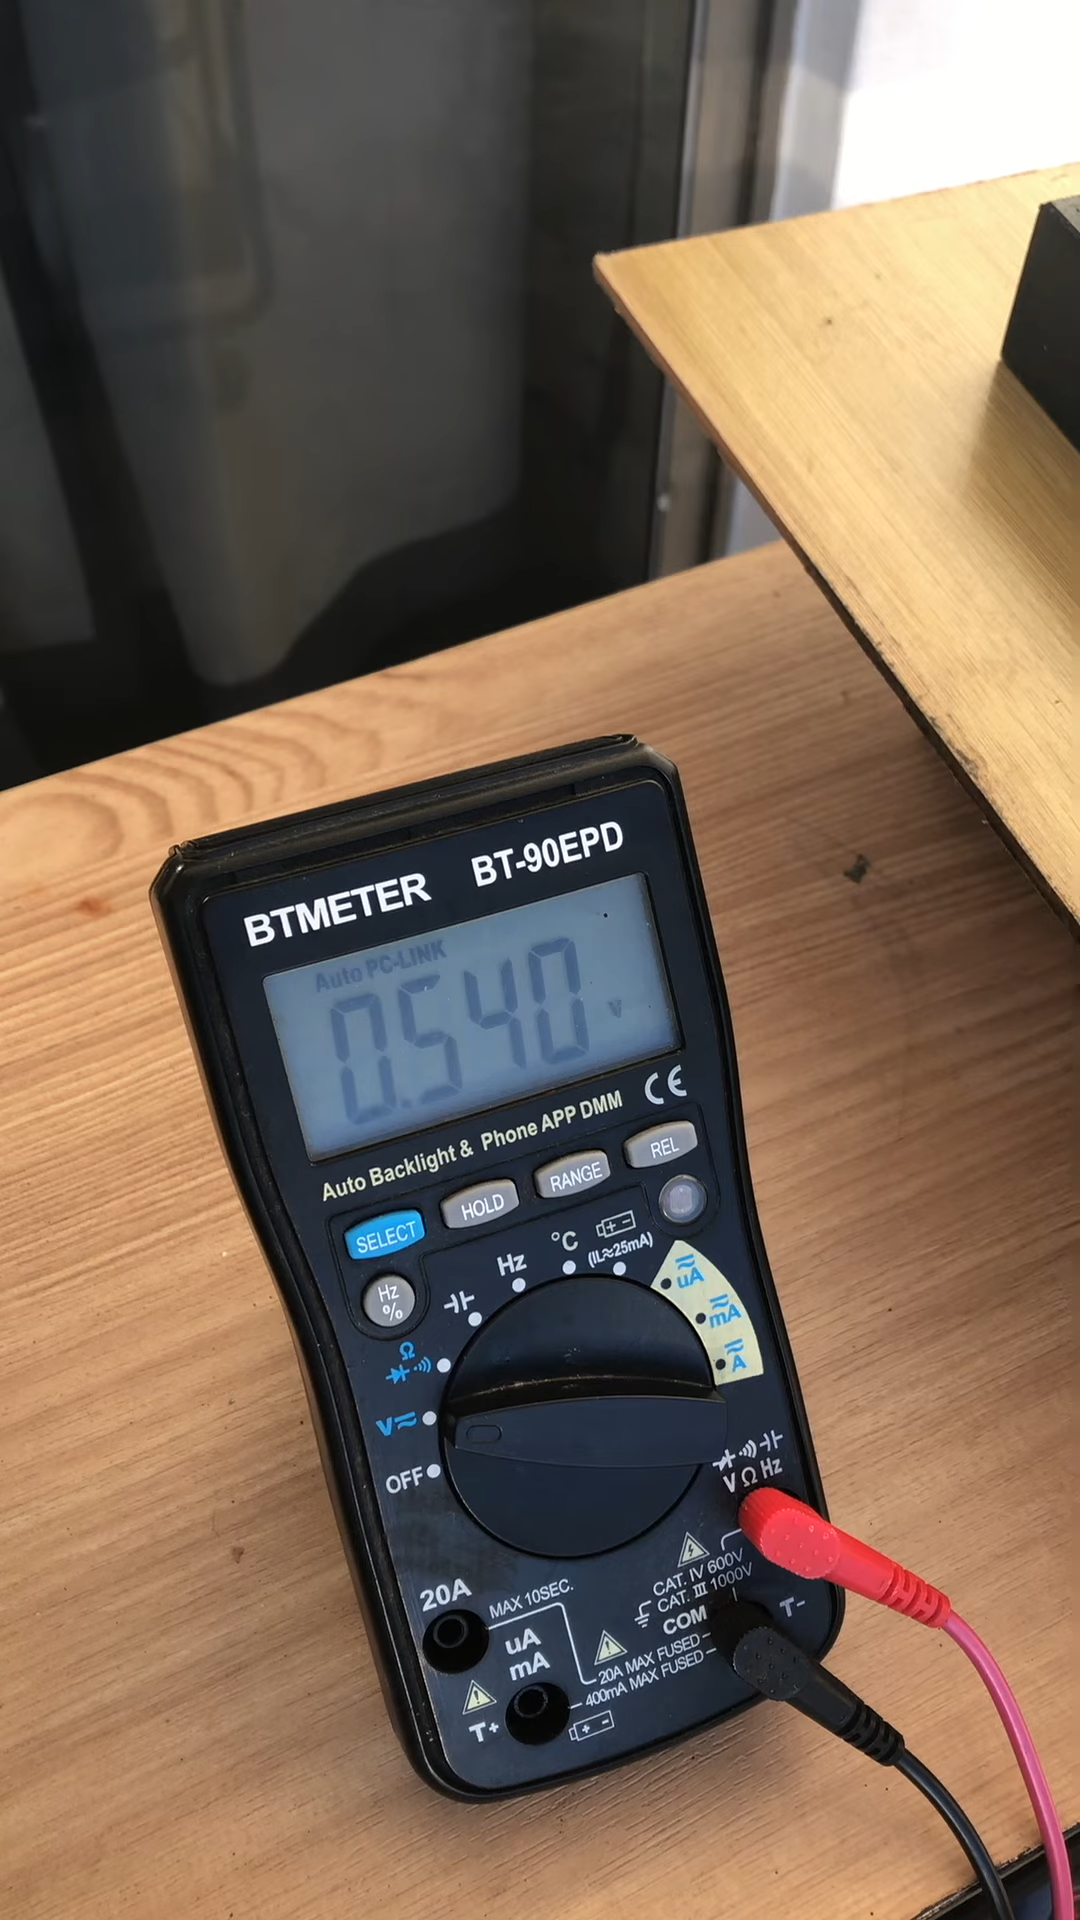 BTMETER BT-90EPD
Auto PC-LINK
0.540 V
Auto Backlight & Phone APP DMM CE
SELECT HOLD RANGE REL
Hz
%
Hz °C
(IL≂25mA)
uA
mA
A
Ω
V
OFF
V Ω Hz
20A
MAX 10SEC.
CAT. IV 600V
CAT. III 1000V
COM
T-
uA
mA
20A MAX FUSED
400mA MAX FUSED
T+